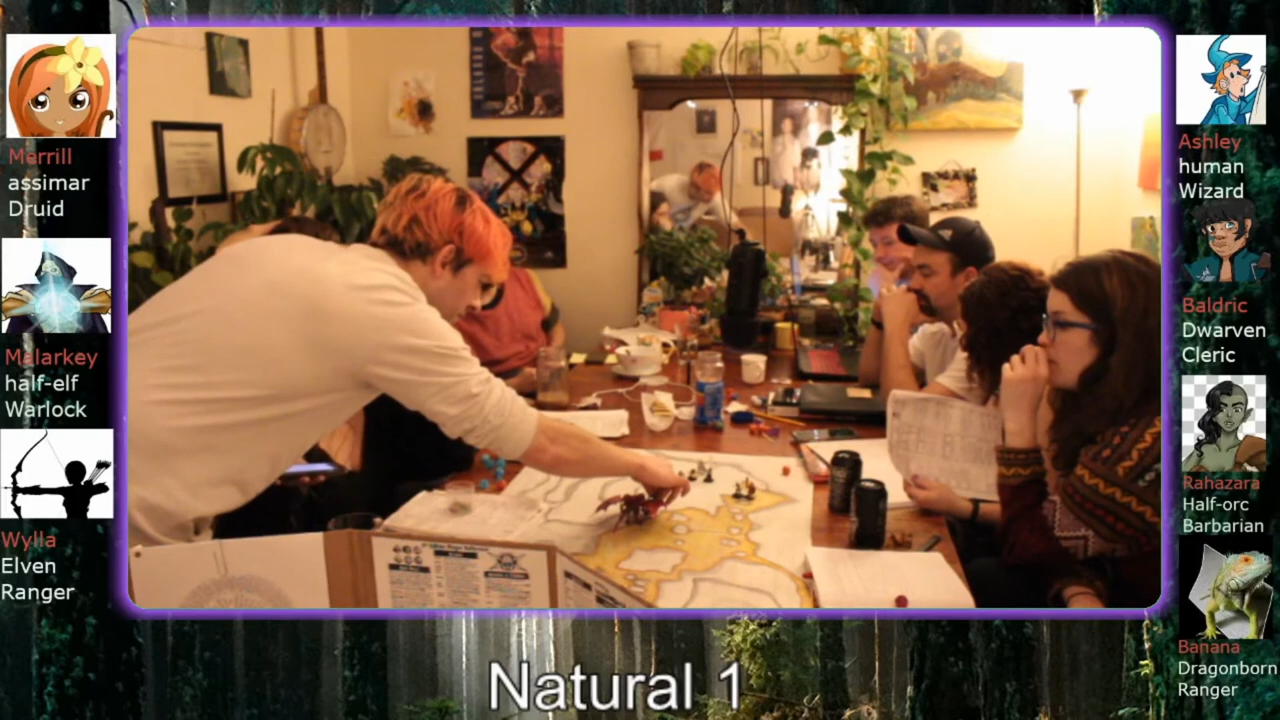 Merrill
assimar
Druid
Malarkey
half-elf
Warlock
Wylla
Elven
Ranger
Ashley
human
Wizard
Baldric
Dwarven
Cleric
Rahazara
Half-orc
Barbarian
Banana
Dragonborn
Ranger
Natural 1